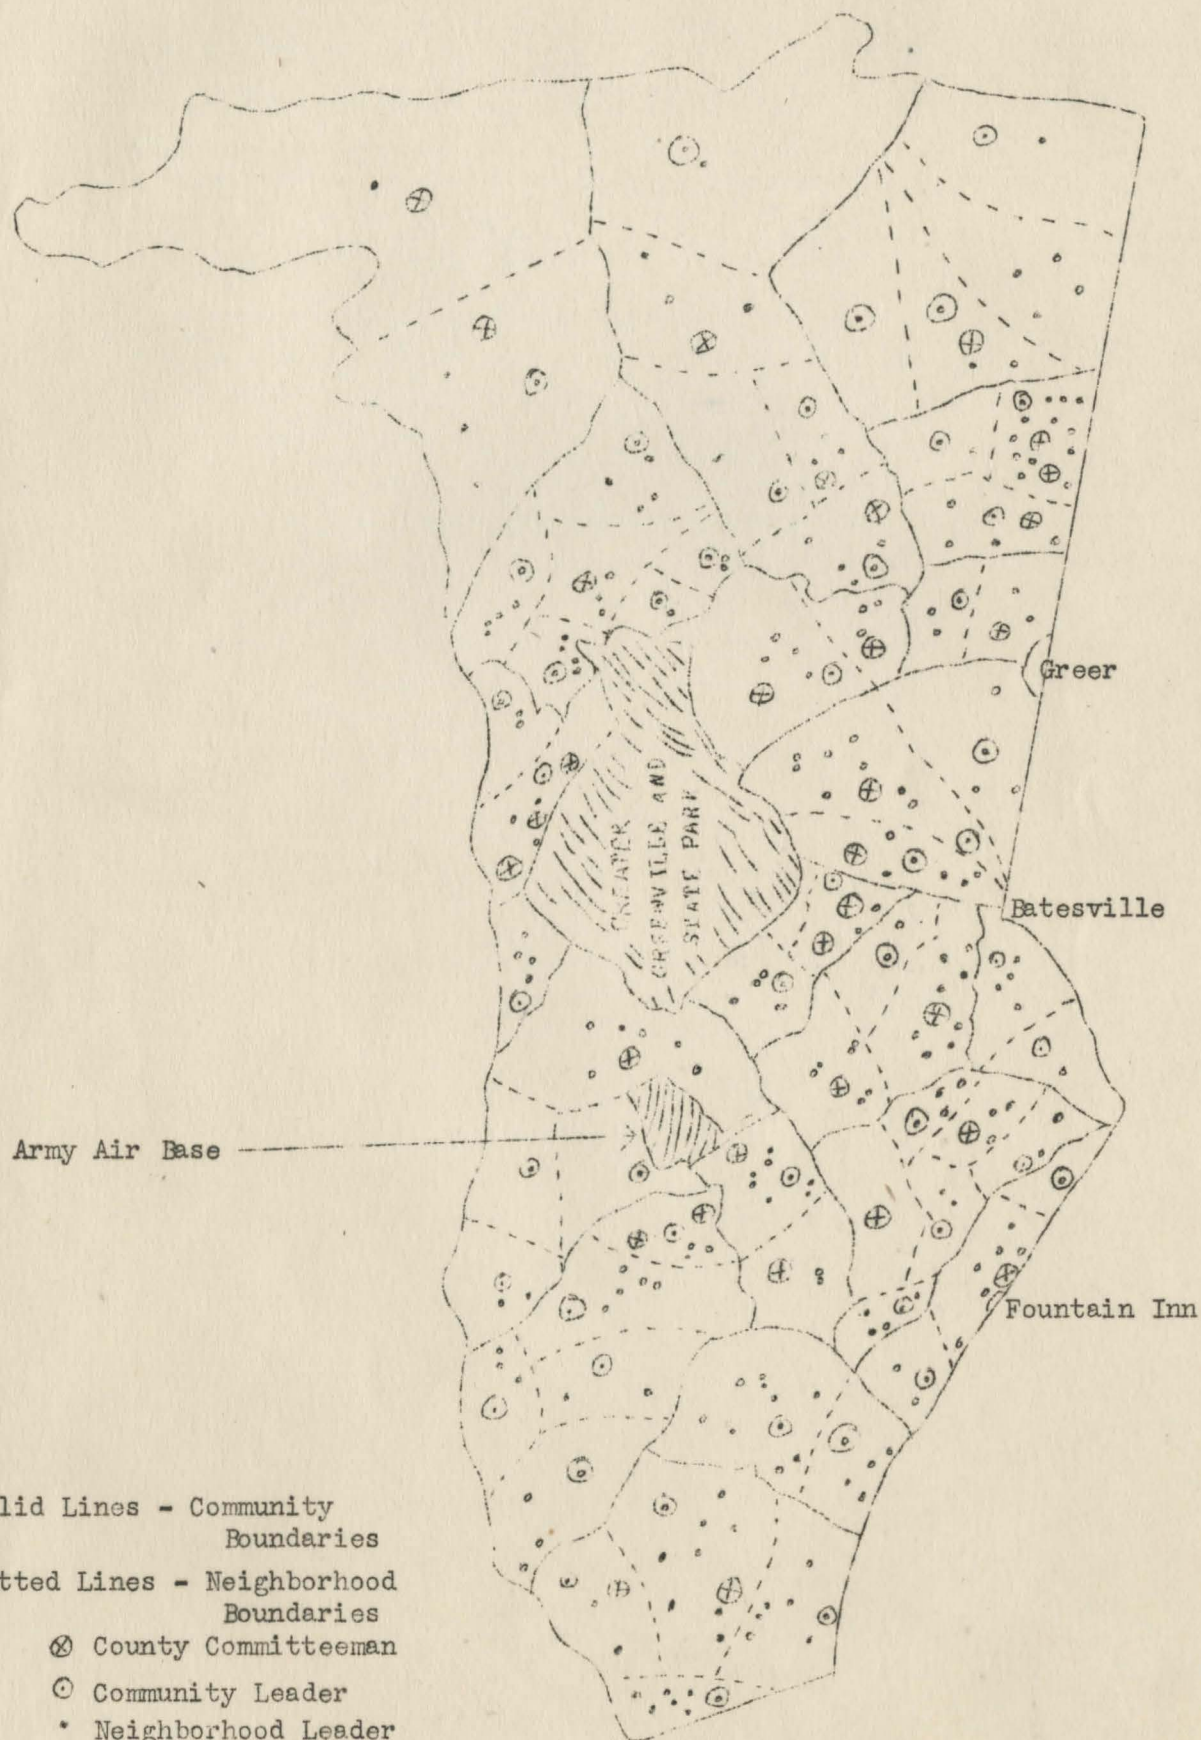 Greer
GREATER
GREENVILLE AND
STATE PARK
Batesville
Army Air Base
Fountain Inn
lid Lines - Community
Boundaries
tted Lines - Neighborhood
Boundaries
⊗ County Committeeman
⊙ Community Leader
• Neighborhood Leader